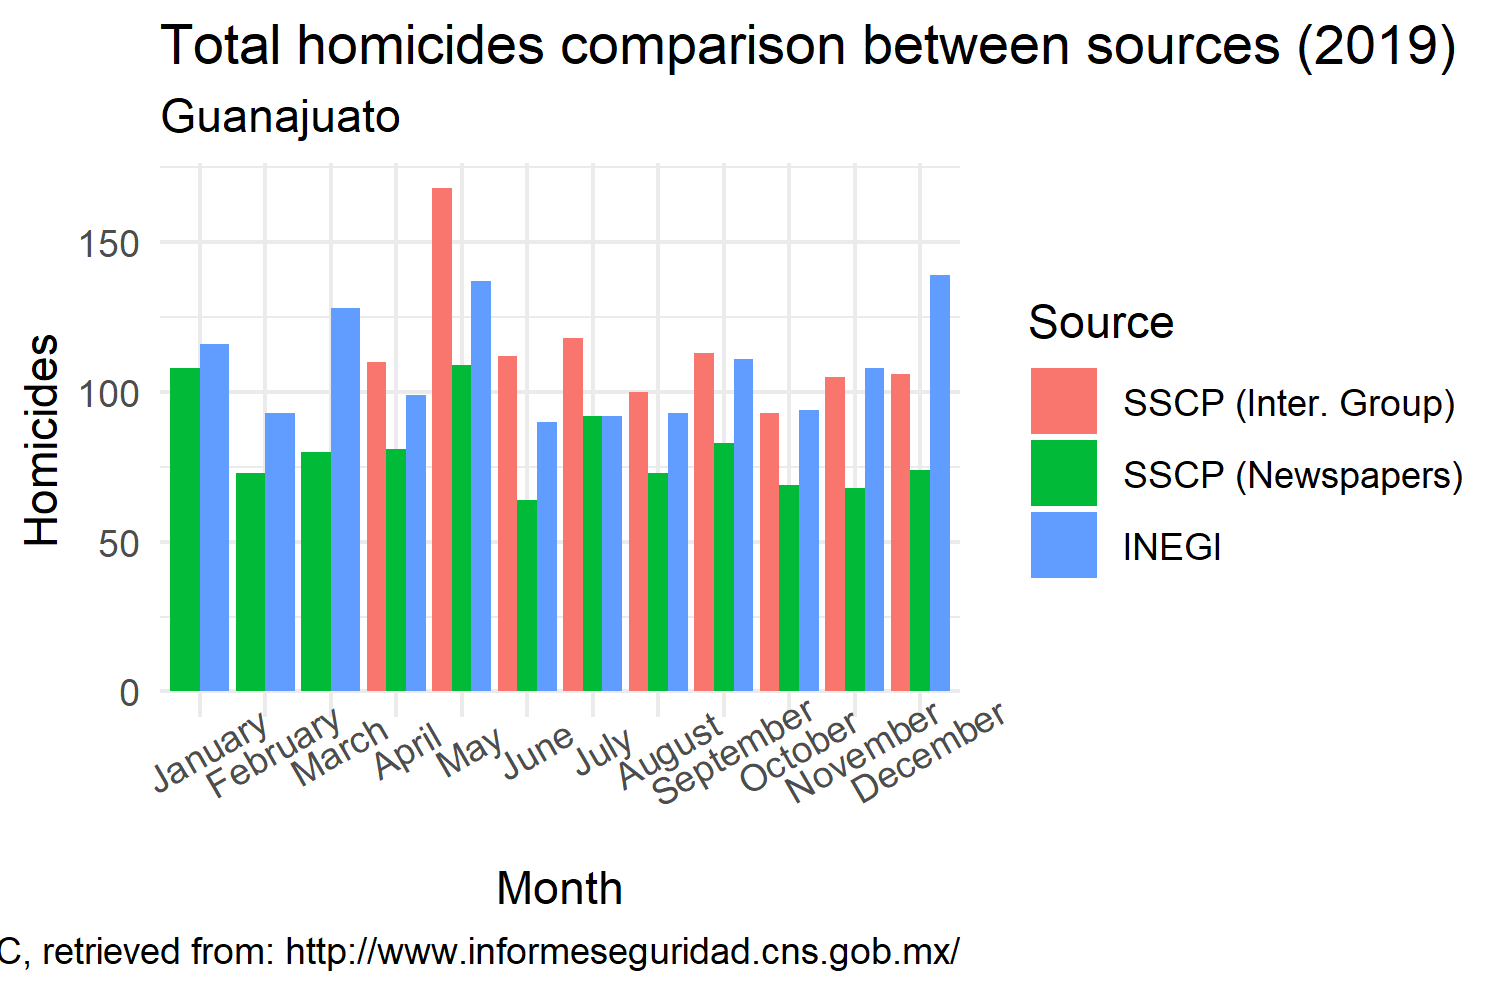 Total homicides comparison between sources (2019)
Guanajuato
Homicides
150
100
50
0
January
February
March
April
May
June
July
August
September
October
November
December
Month
Source
SSCP (Inter. Group)
SSCP (Newspapers)
INEGI
C, retrieved from: http://www.informeseguridad.cns.gob.mx/